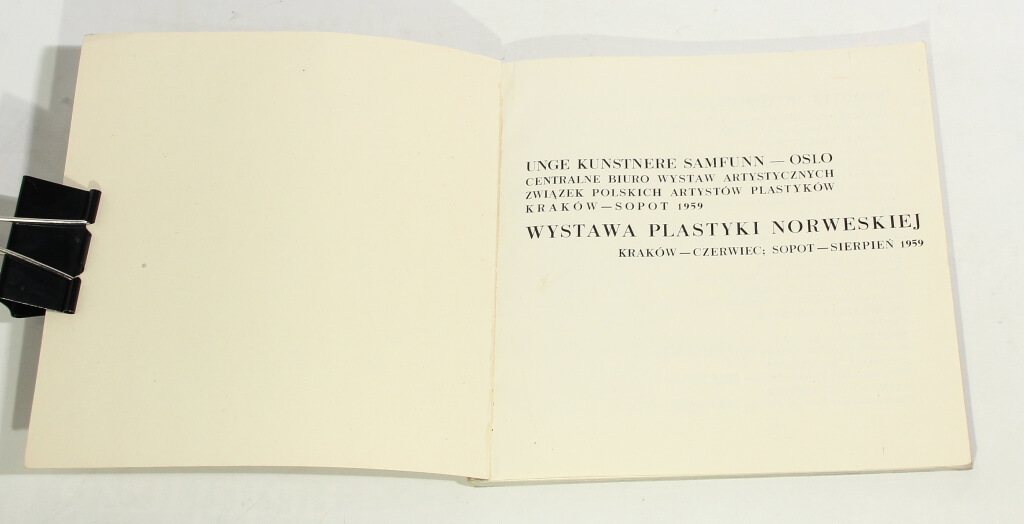 UNGE KUNSTNERE SAMFUNN — OSLO
CENTRALNE BIURO WYSTAW ARTYSTYCZNYCH
ZWIĄZEK POLSKICH ARTYSTÓW PLASTYKÓW
KRAKÓW — SOPOT 1959
WYSTAWA PLASTYKI NORWESKIEJ
KRAKÓW — CZERWIEC; SOPOT — SIERPIEŃ 1959